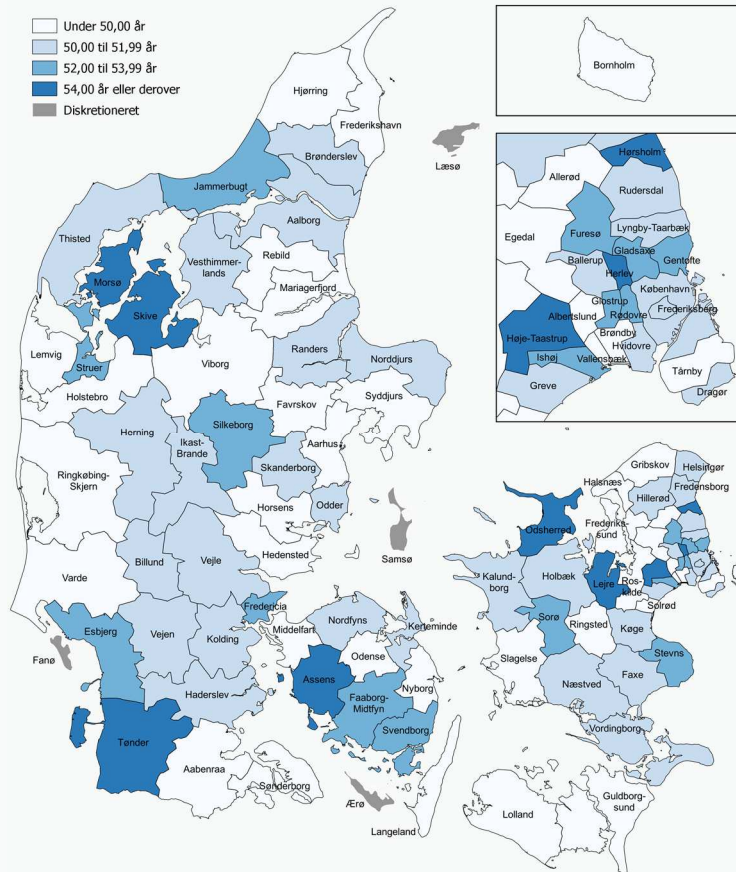 Under 50,00 år
50,00 til 51,99 år
52,00 til 53,99 år
54,00 år eller derover
Diskretioneret
Bornholm
Hjørring
Frederikshavn
Læsø
Brønderslev
Jammerbugt
Aalborg
Thisted
Vesthimmer-
lands
Rebild
Morsø
Mariagerfjord
Skive
Lemvig
Struer
Viborg
Randers
Norddjurs
Holstebro
Favrskov
Syddjurs
Silkeborg
Herning
Ikast-
Brande
Aarhus
Skanderborg
Ringkøbing-
Skjern
Horsens
Odder
Samsø
Hedensted
Billund
Vejle
Varde
Fredericia
Esbjerg
Vejen
Kolding
Middelfart
Fanø
Haderslev
Tønder
Aabenraa
Sønderborg
Nordfyns
Kerteminde
Odense
Assens
Nyborg
Faaborg-
Midtfyn
Svendborg
Ærø
Langeland
Hørsholm
Allerød
Rudersdal
Furesø
Lyngby-Taarbæk
Egedal
Gladsaxe
Ballerup
Gentofte
Herlev
København
Glostrup
Rødovre
Frederiksberg
Albertslund
Brøndby
Høje-Taastrup
Hvidovre
Ishøj
Vallensbæk
Tårnby
Greve
Dragør
Gribskov
Helsingør
Halsnæs
Hillerød
Fredensborg
Odsherred
Frederiks-
sund
Kalund-
borg
Holbæk
Lejre
Ros-
kilde
Solrød
Sorø
Ringsted
Køge
Slagelse
Stevns
Næstved
Faxe
Vordingborg
Guldborg-
sund
Lolland